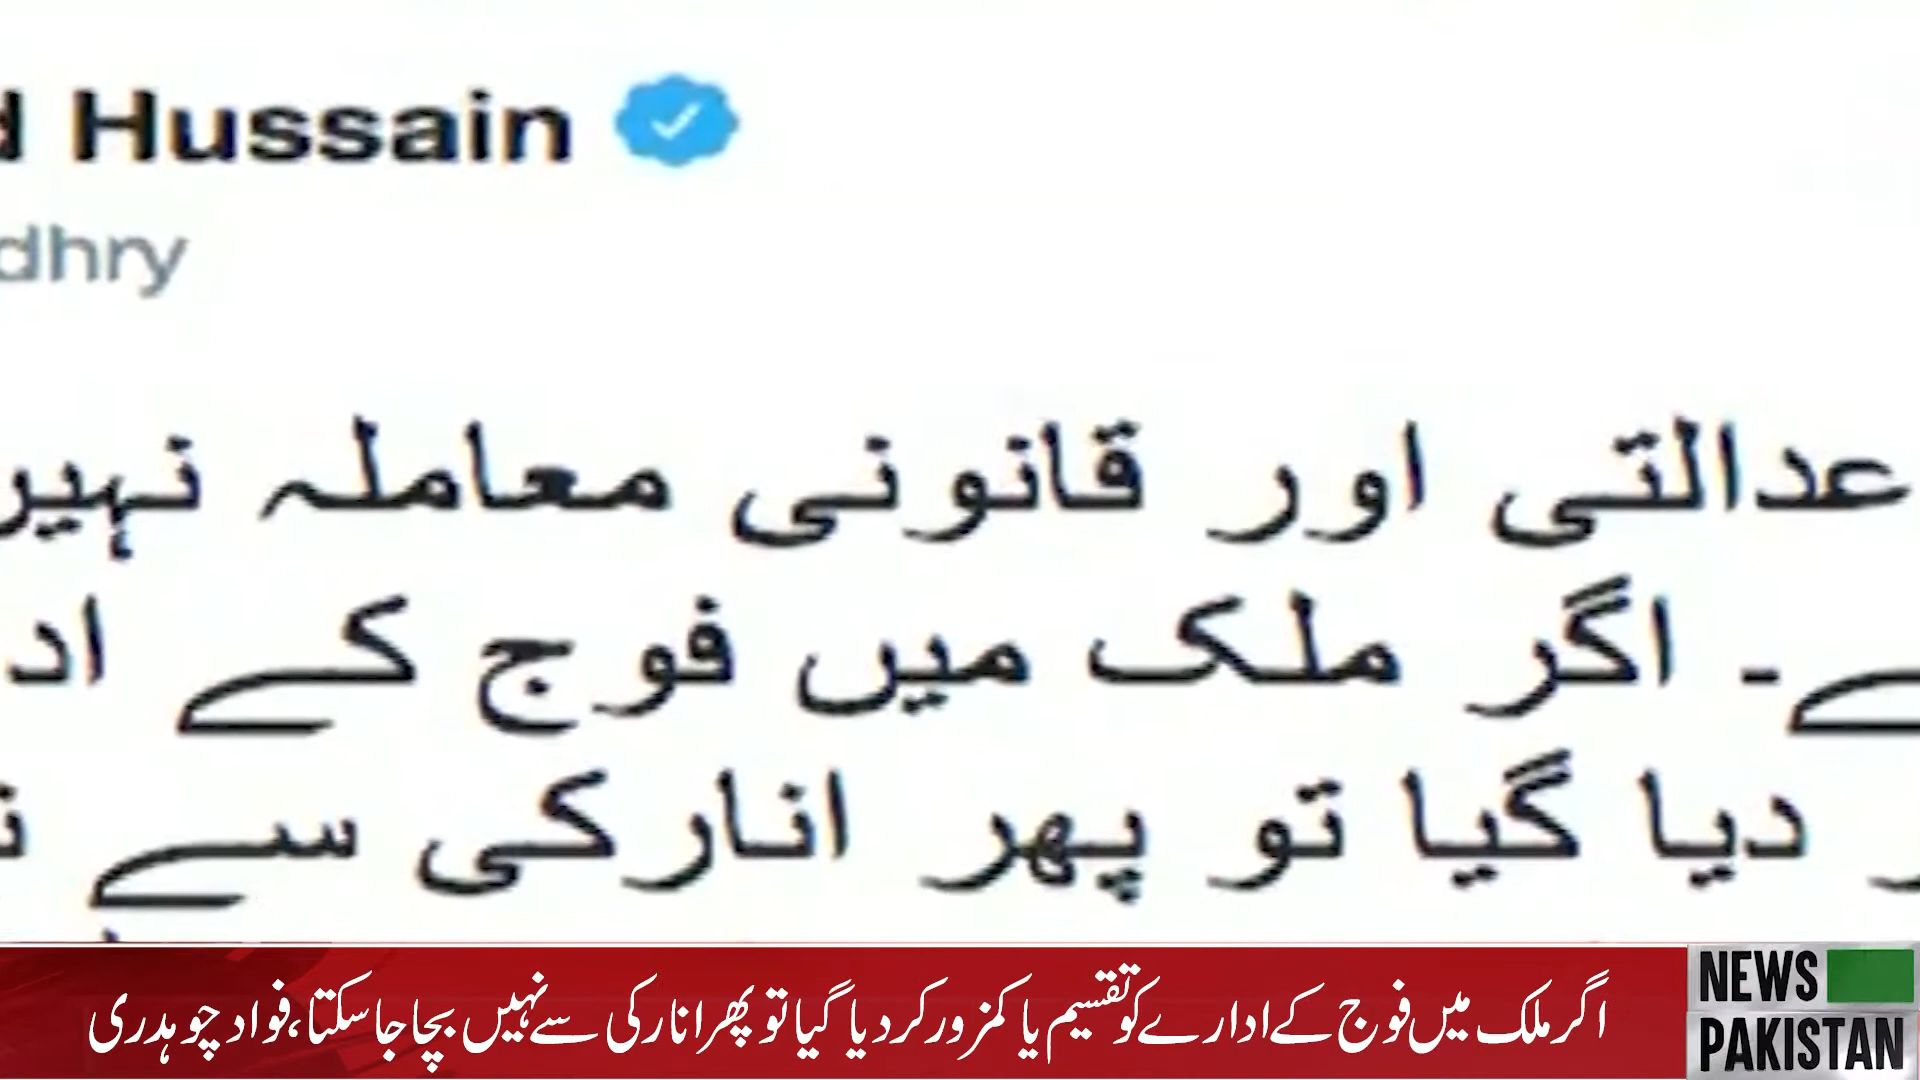 d Hussain
dhry
عدالتی اور قانونی معاملہ نہیں
ے۔ اگر ملک میں فوج کے اد
دیا گیا تو پھر انارکی سے
اگر ملک میں فوج کے ادارے کو تقسیم یا کمزور کر دیا گیا تو پھر انارکی سے نہیں بچا جاسکتا، فواد چوہدری
NEWS
PAKISTAN